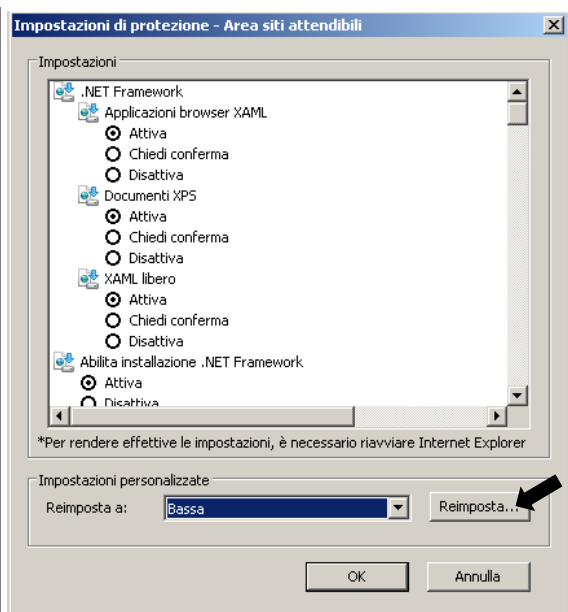 Impostazioni di protezione - Area siti attendibili
Impostazioni
.NET Framework
Applicazioni browser XAML
Attiva
Chiedi conferma
Disattiva
Documenti XPS
Attiva
Chiedi conferma
Disattiva
XAML libero
Attiva
Chiedi conferma
Disattiva
Abilita installazione .NET Framework
Attiva
Disattiva
*Per rendere effettive le impostazioni, è necessario riavviare Internet Explorer
Impostazioni personalizzate
Reimposta a: Bassa Reimposta...
OK Annulla